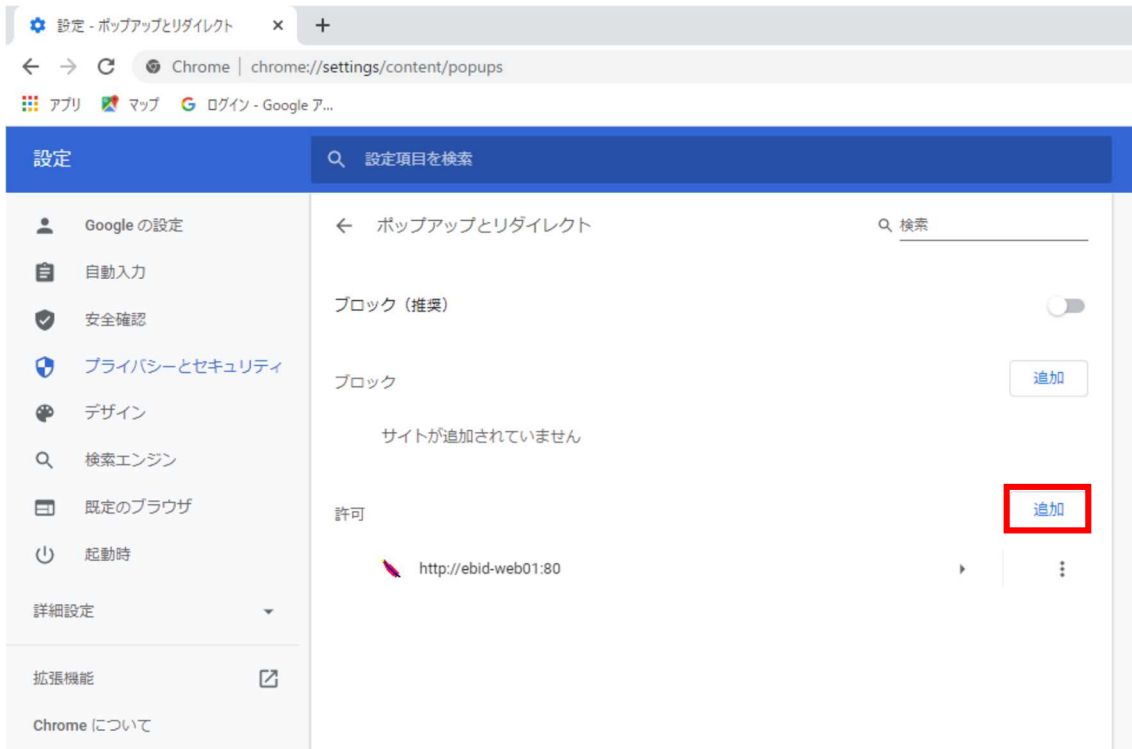 設定 - ポップアップとリダイレクト
Chrome | chrome://settings/content/popups
アプリ マップ G ログイン - Google ア...
設定
設定項目を検索
Google の設定
自動入力
安全確認
プライバシーとセキュリティ
デザイン
検索エンジン
既定のブラウザ
起動時
詳細設定
拡張機能
Chrome について
ポップアップとリダイレクト
検索
ブロック（推奨）
ブロック
追加
サイトが追加されていません
許可
追加
http://ebid-web01:80